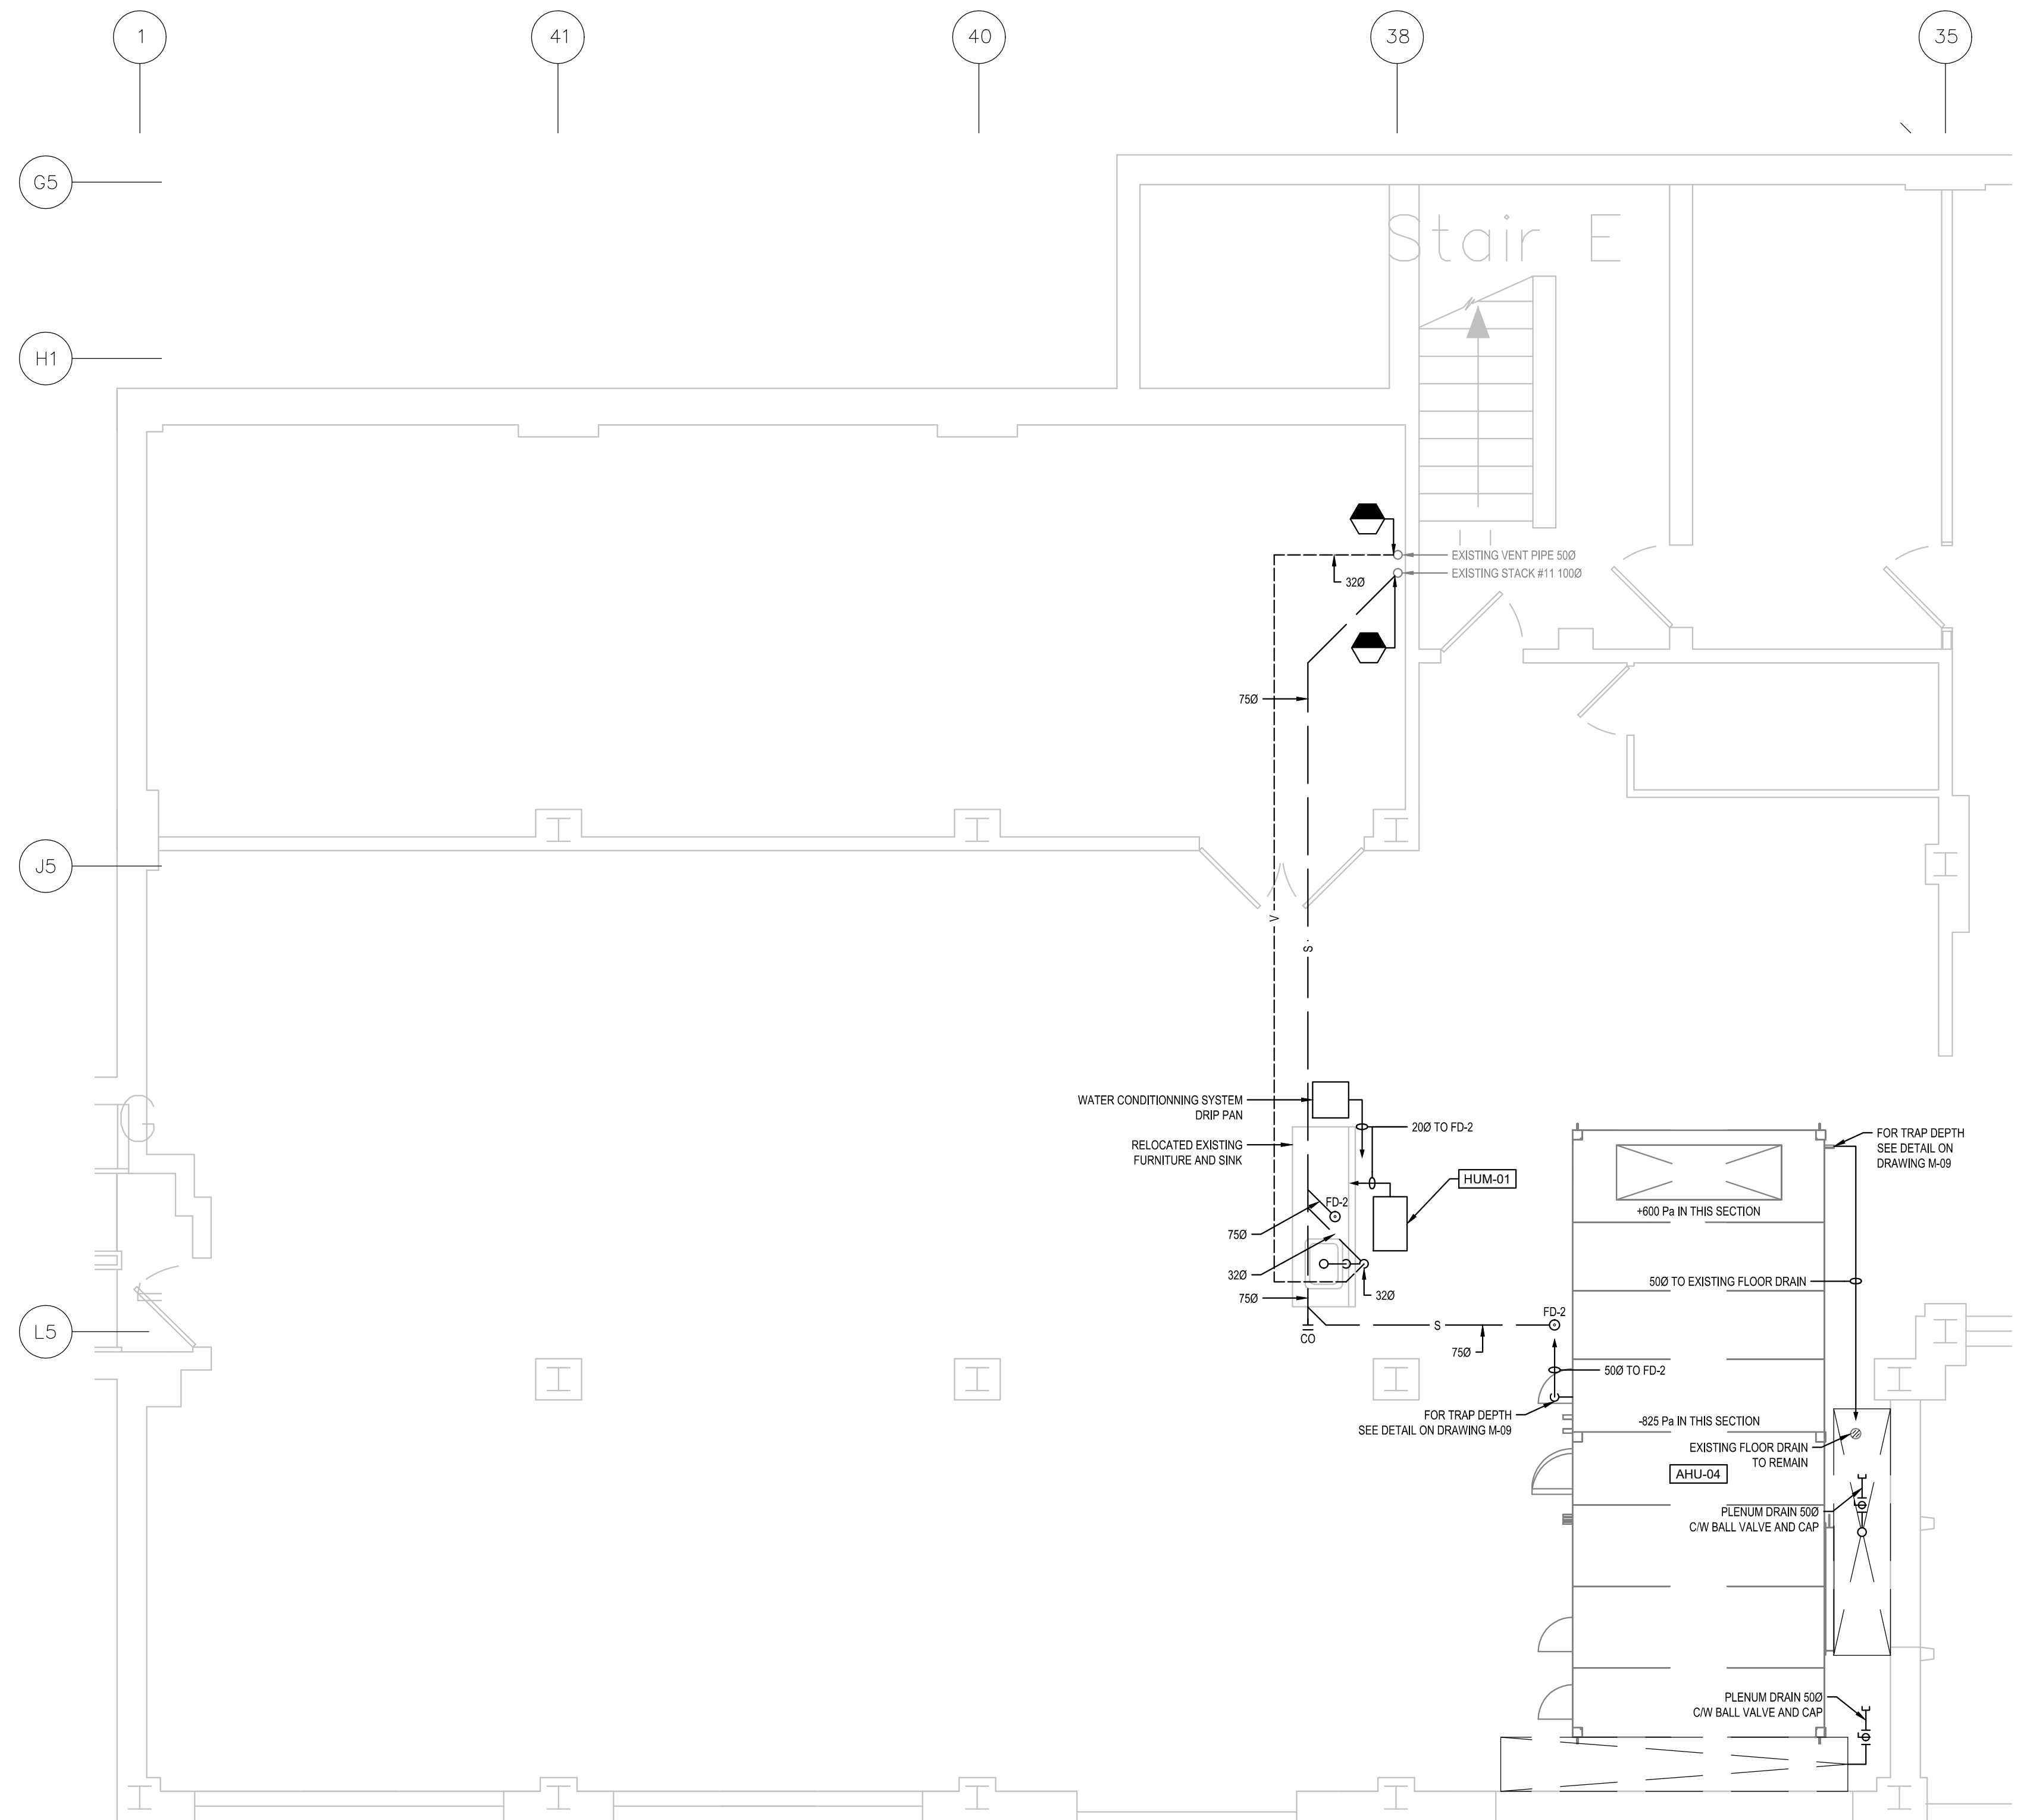 1
41
40
38
35
G5
H1
J5
L5
Stair E
EXISTING VENT PIPE 50Ø
EXISTING STACK #11 100Ø
32Ø
75Ø
V
S
G
WATER CONDITIONNING SYSTEM
DRIP PAN
20Ø TO FD-2
RELOCATED EXISTING
FURNITURE AND SINK
HUM-01
FD-2
75Ø
32Ø
75Ø
32Ø
CO
S
75Ø
FD-2
50Ø TO FD-2
FOR TRAP DEPTH
SEE DETAIL ON DRAWING M-09
FOR TRAP DEPTH
SEE DETAIL ON
DRAWING M-09
+600 Pa IN THIS SECTION
50Ø TO EXISTING FLOOR DRAIN
-825 Pa IN THIS SECTION
EXISTING FLOOR DRAIN
TO REMAIN
AHU-04
PLENUM DRAIN 50Ø
C/W BALL VALVE AND CAP
PLENUM DRAIN 50Ø
C/W BALL VALVE AND CAP